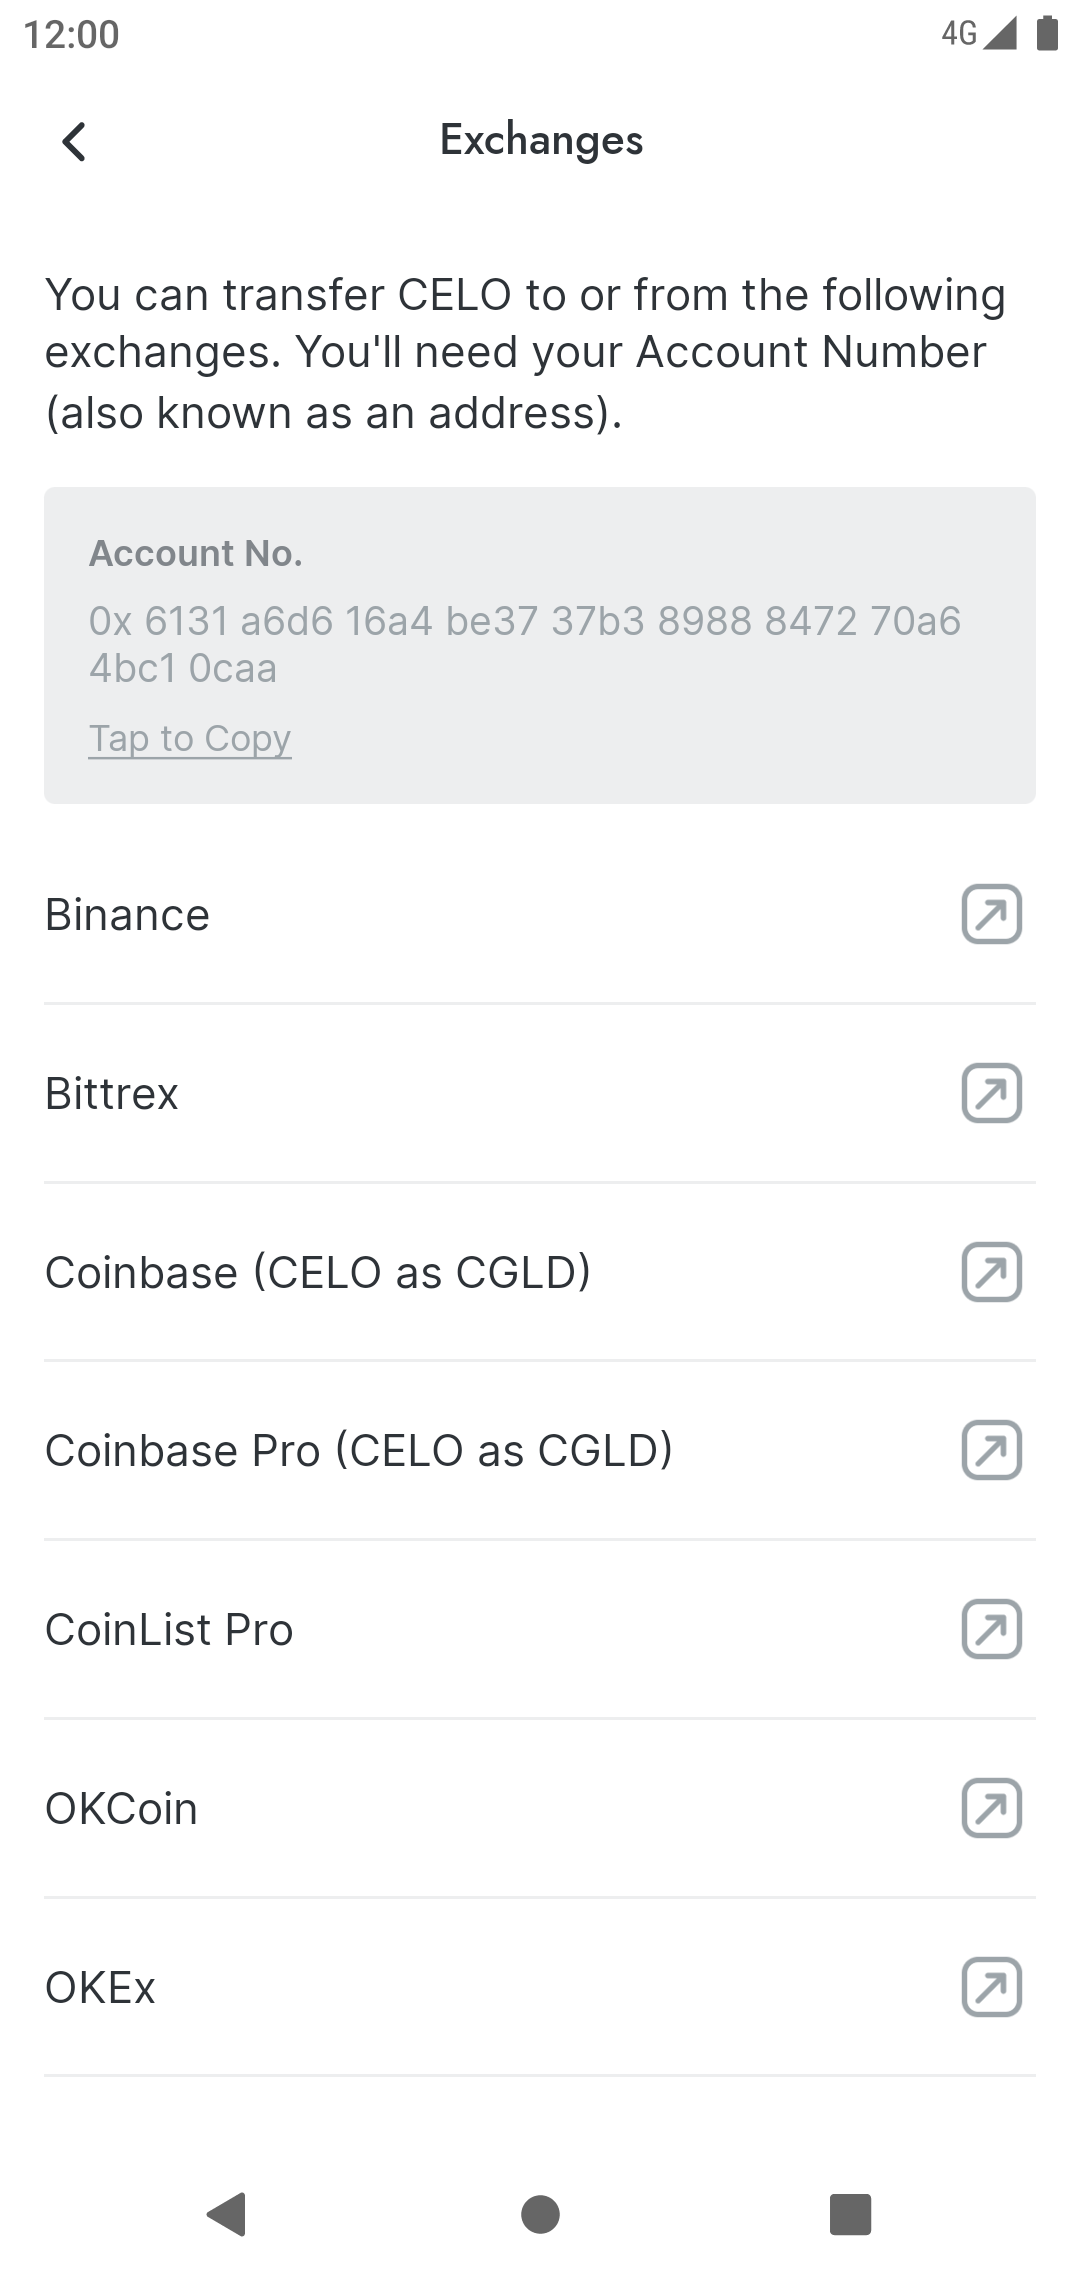 12:00
4G
Exchanges
You can transfer CELO to or from the following
exchanges. You'll need your Account Number
(also known as an address).
Account No.
0x 6131 a6d6 16a4 be37 37b3 8988 8472 70a6
4bc1 0caa
Tap to Copy
Binance
Bittrex
Coinbase (CELO as CGLD)
Coinbase Pro (CELO as CGLD)
CoinList Pro
OKCoin
OKEx